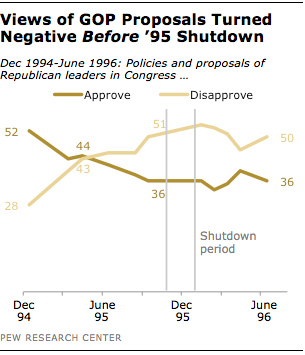 Views of GOP Proposals Turned
Negative Before ’95 Shutdown
Dec 1994-June 1996: Policies and proposals of
Republican leaders in Congress ...
Approve Disapprove
52
44
51
50
43
36
36
28
Shutdown
period
Dec
94
June
95
Dec
95
June
96
PEW RESEARCH CENTER